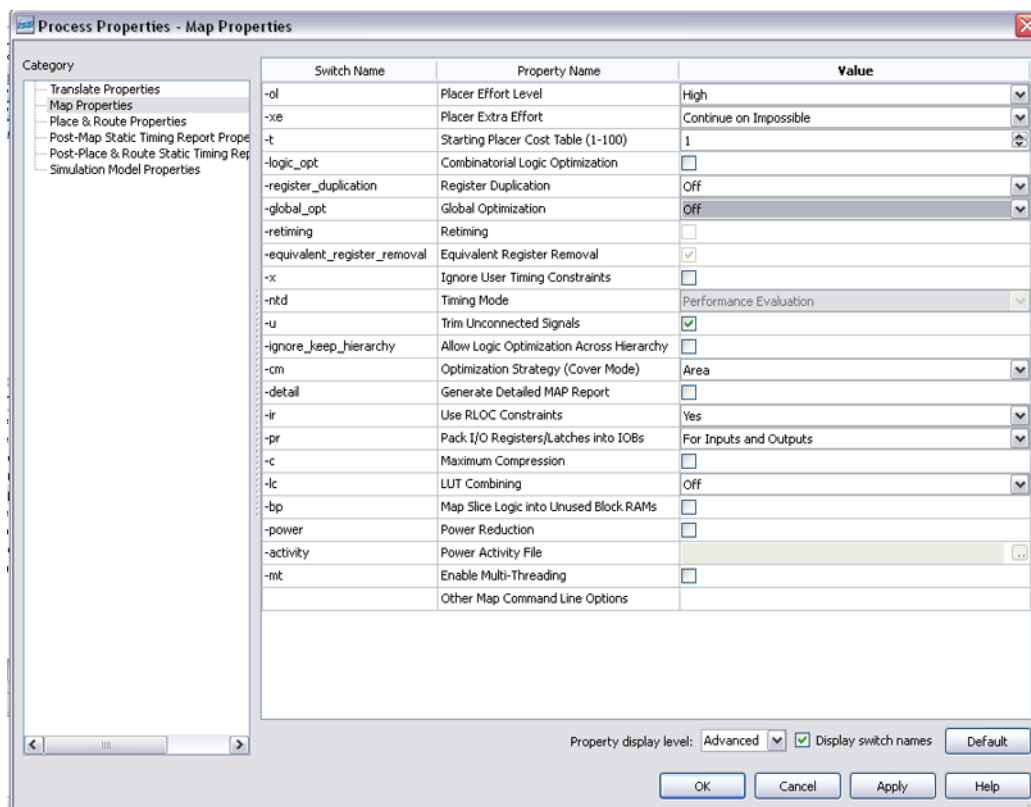 ISE Process Properties - Map Properties
Category
Translate Properties
Map Properties
Place & Route Properties
Post-Map Static Timing Report Prope
Post-Place & Route Static Timing Rep
Simulation Model Properties
Switch Name Property Name Value
-ol Placer Effort Level High
-xe Placer Extra Effort Continue on Impossible
-t Starting Placer Cost Table (1-100) 1
-logic_opt Combinatorial Logic Optimization
-register_duplication Register Duplication Off
-global_opt Global Optimization Off
-retiming Retiming
-equivalent_register_removal Equivalent Register Removal
-x Ignore User Timing Constraints
-ntd Timing Mode Performance Evaluation
-u Trim Unconnected Signals
-ignore_keep_hierarchy Allow Logic Optimization Across Hierarchy
-cm Optimization Strategy (Cover Mode) Area
-detail Generate Detailed MAP Report
-ir Use RLOC Constraints Yes
-pr Pack I/O Registers/Latches into IOBs For Inputs and Outputs
-c Maximum Compression
-lc LUT Combining Off
-bp Map Slice Logic into Unused Block RAMs
-power Power Reduction
-activity Power Activity File ..
-mt Enable Multi-Threading
Other Map Command Line Options
Property display level: Advanced Display switch names Default
OK Cancel Apply Help